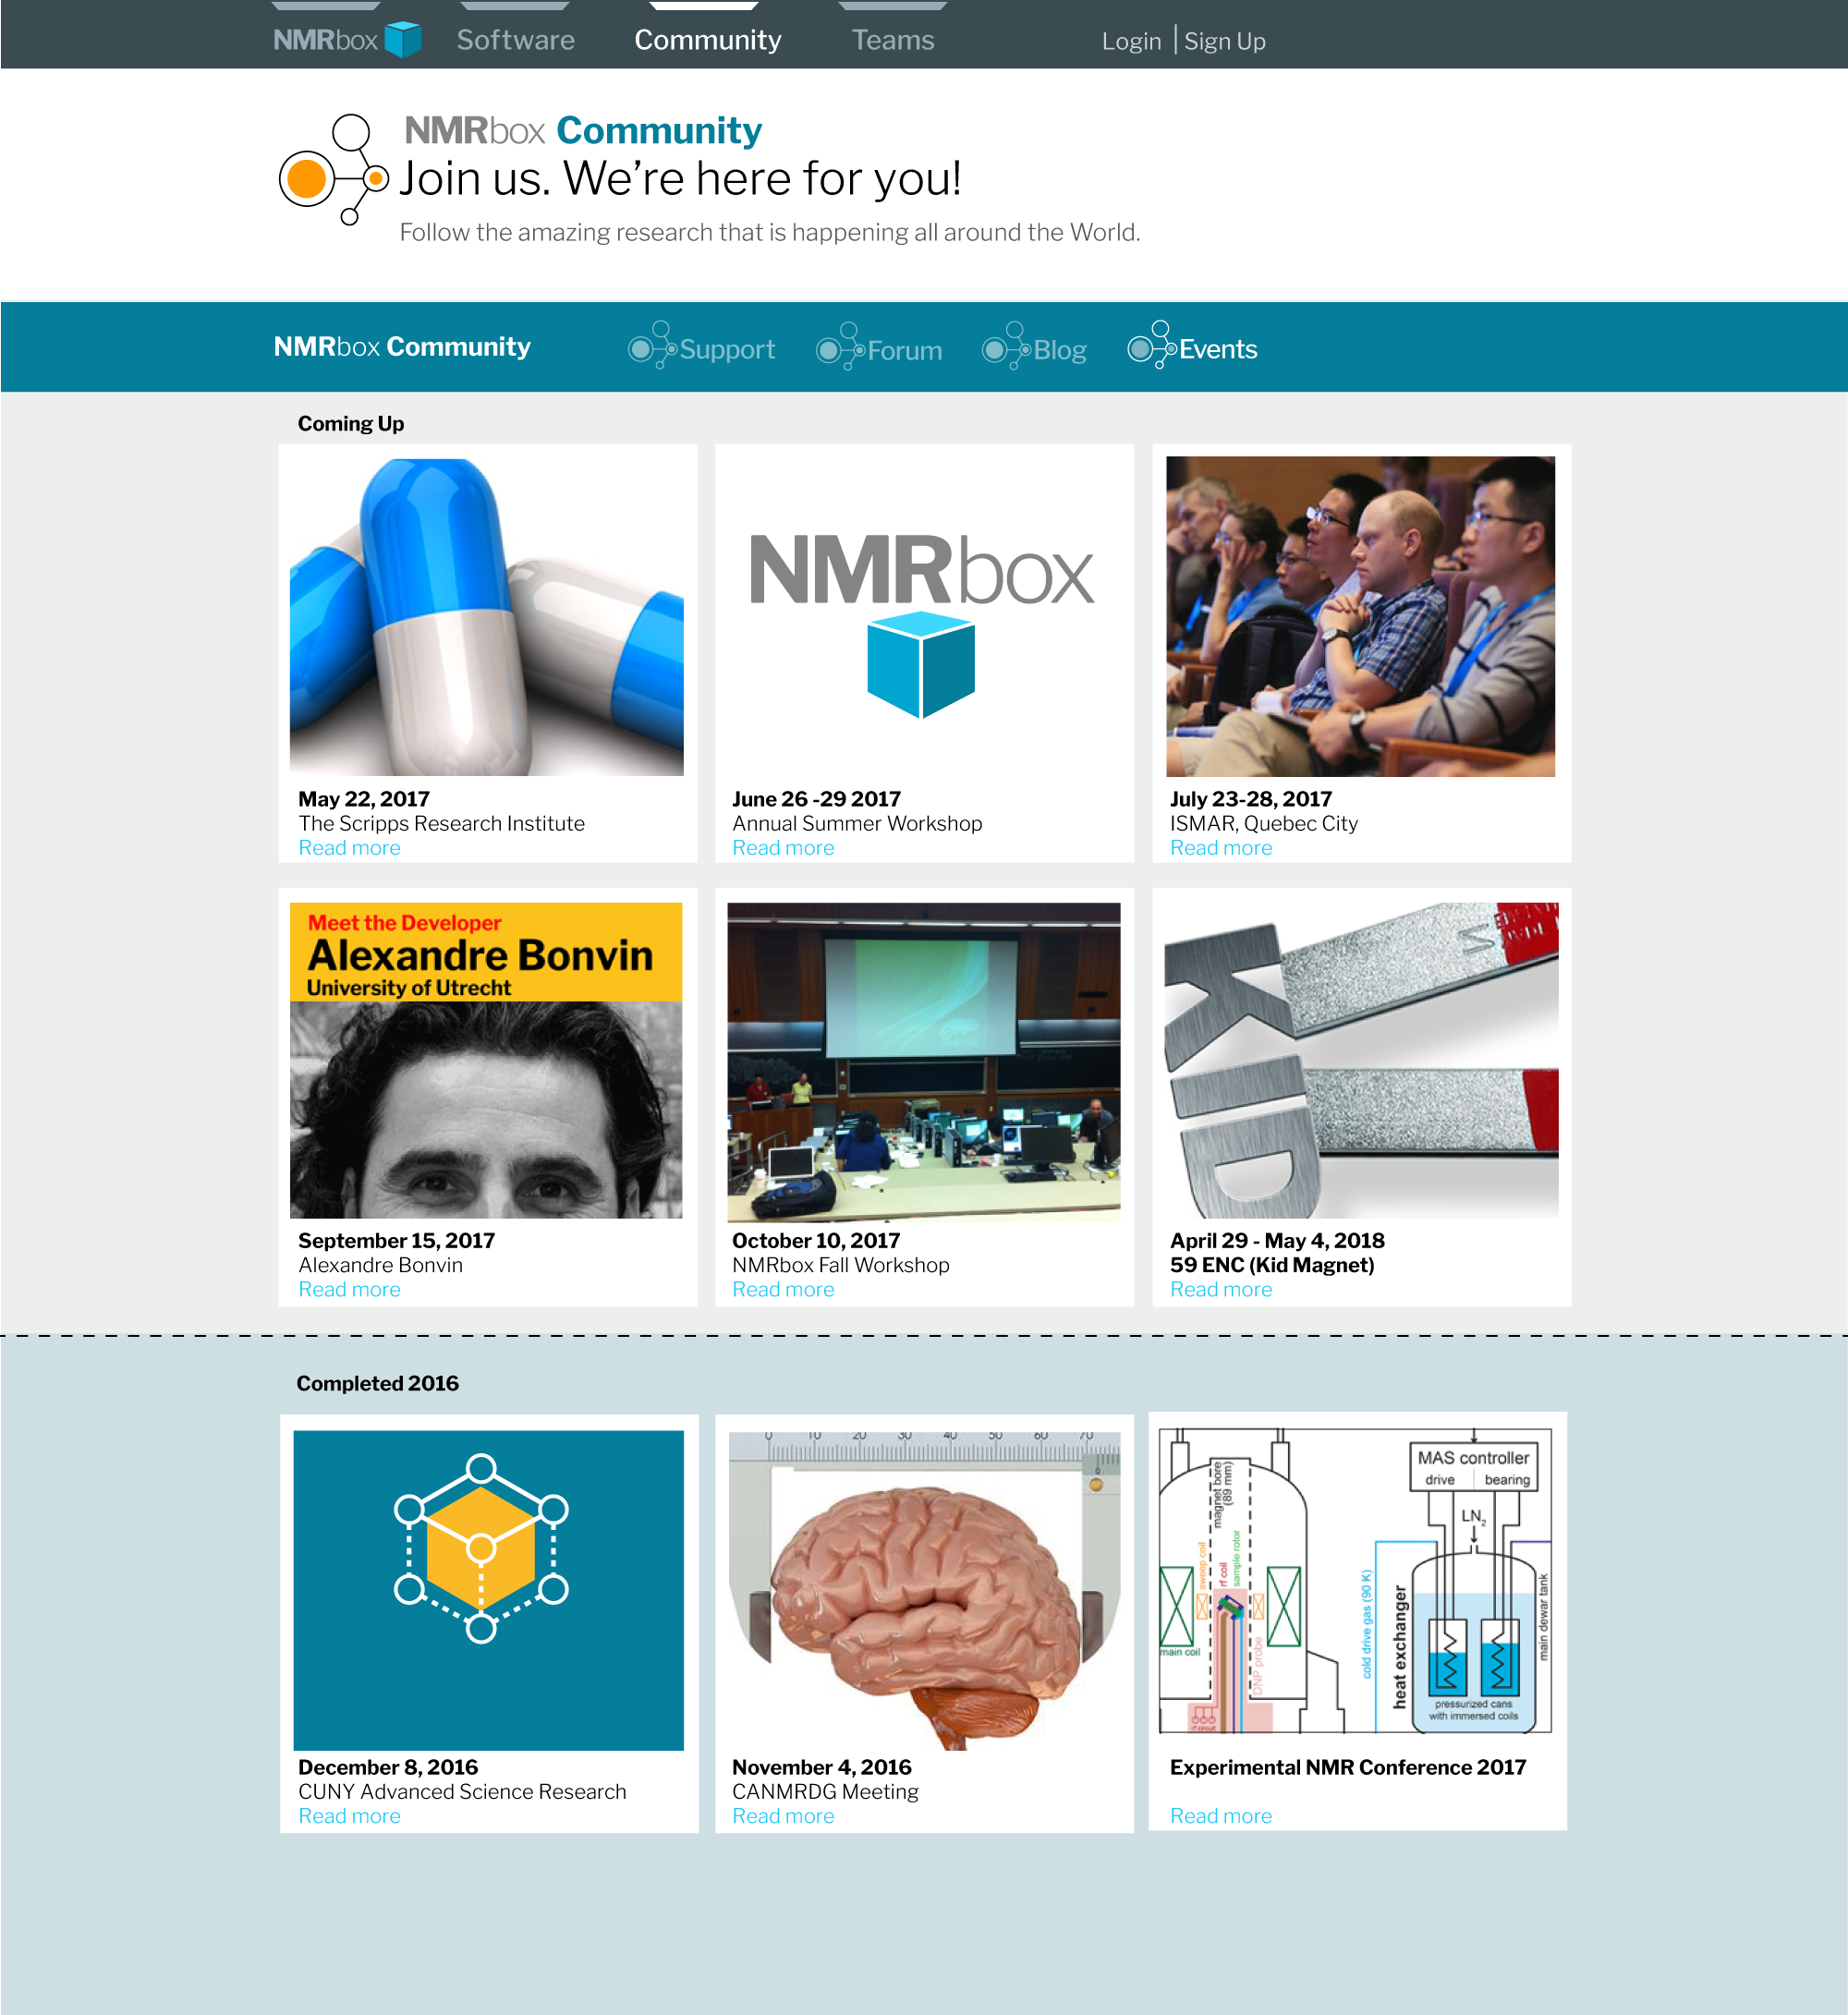 NMRbox Software Community Teams Login Sign Up
NMRbox Community
Join us. We're here for you!
Follow the amazing research that is happening all around the World.
NMRbox Community Support Forum Blog Events
Coming Up
NMRbox
May 22, 2017
The Scripps Research Institute
Read more
June 26 -29 2017
Annual Summer Workshop
Read more
July 23-28, 2017
ISMAR, Quebec City
Read more
Meet the Developer
Alexandre Bonvin
University of Utrecht
KiD
September 15, 2017
Alexandre Bonvin
Read more
October 10, 2017
NMRbox Fall Workshop
Read more
April 29 - May 4, 2018
59 ENC (Kid Magnet)
Read more
Completed 2016
0 10 20 30 40 50 60 70
0
magnet bore
(89 mm)
sweep coil
rf coil
sample rotor
main coil
DNP probe
rf circuit
MAS controller
drive bearing
LN2
cold drive gas (90 K)
heat exchanger
main dewar tank
pressurized cans
with immersed coils
December 8, 2016
CUNY Advanced Science Research
Read more
November 4, 2016
CANMRDG Meeting
Read more
Experimental NMR Conference 2017
Read more